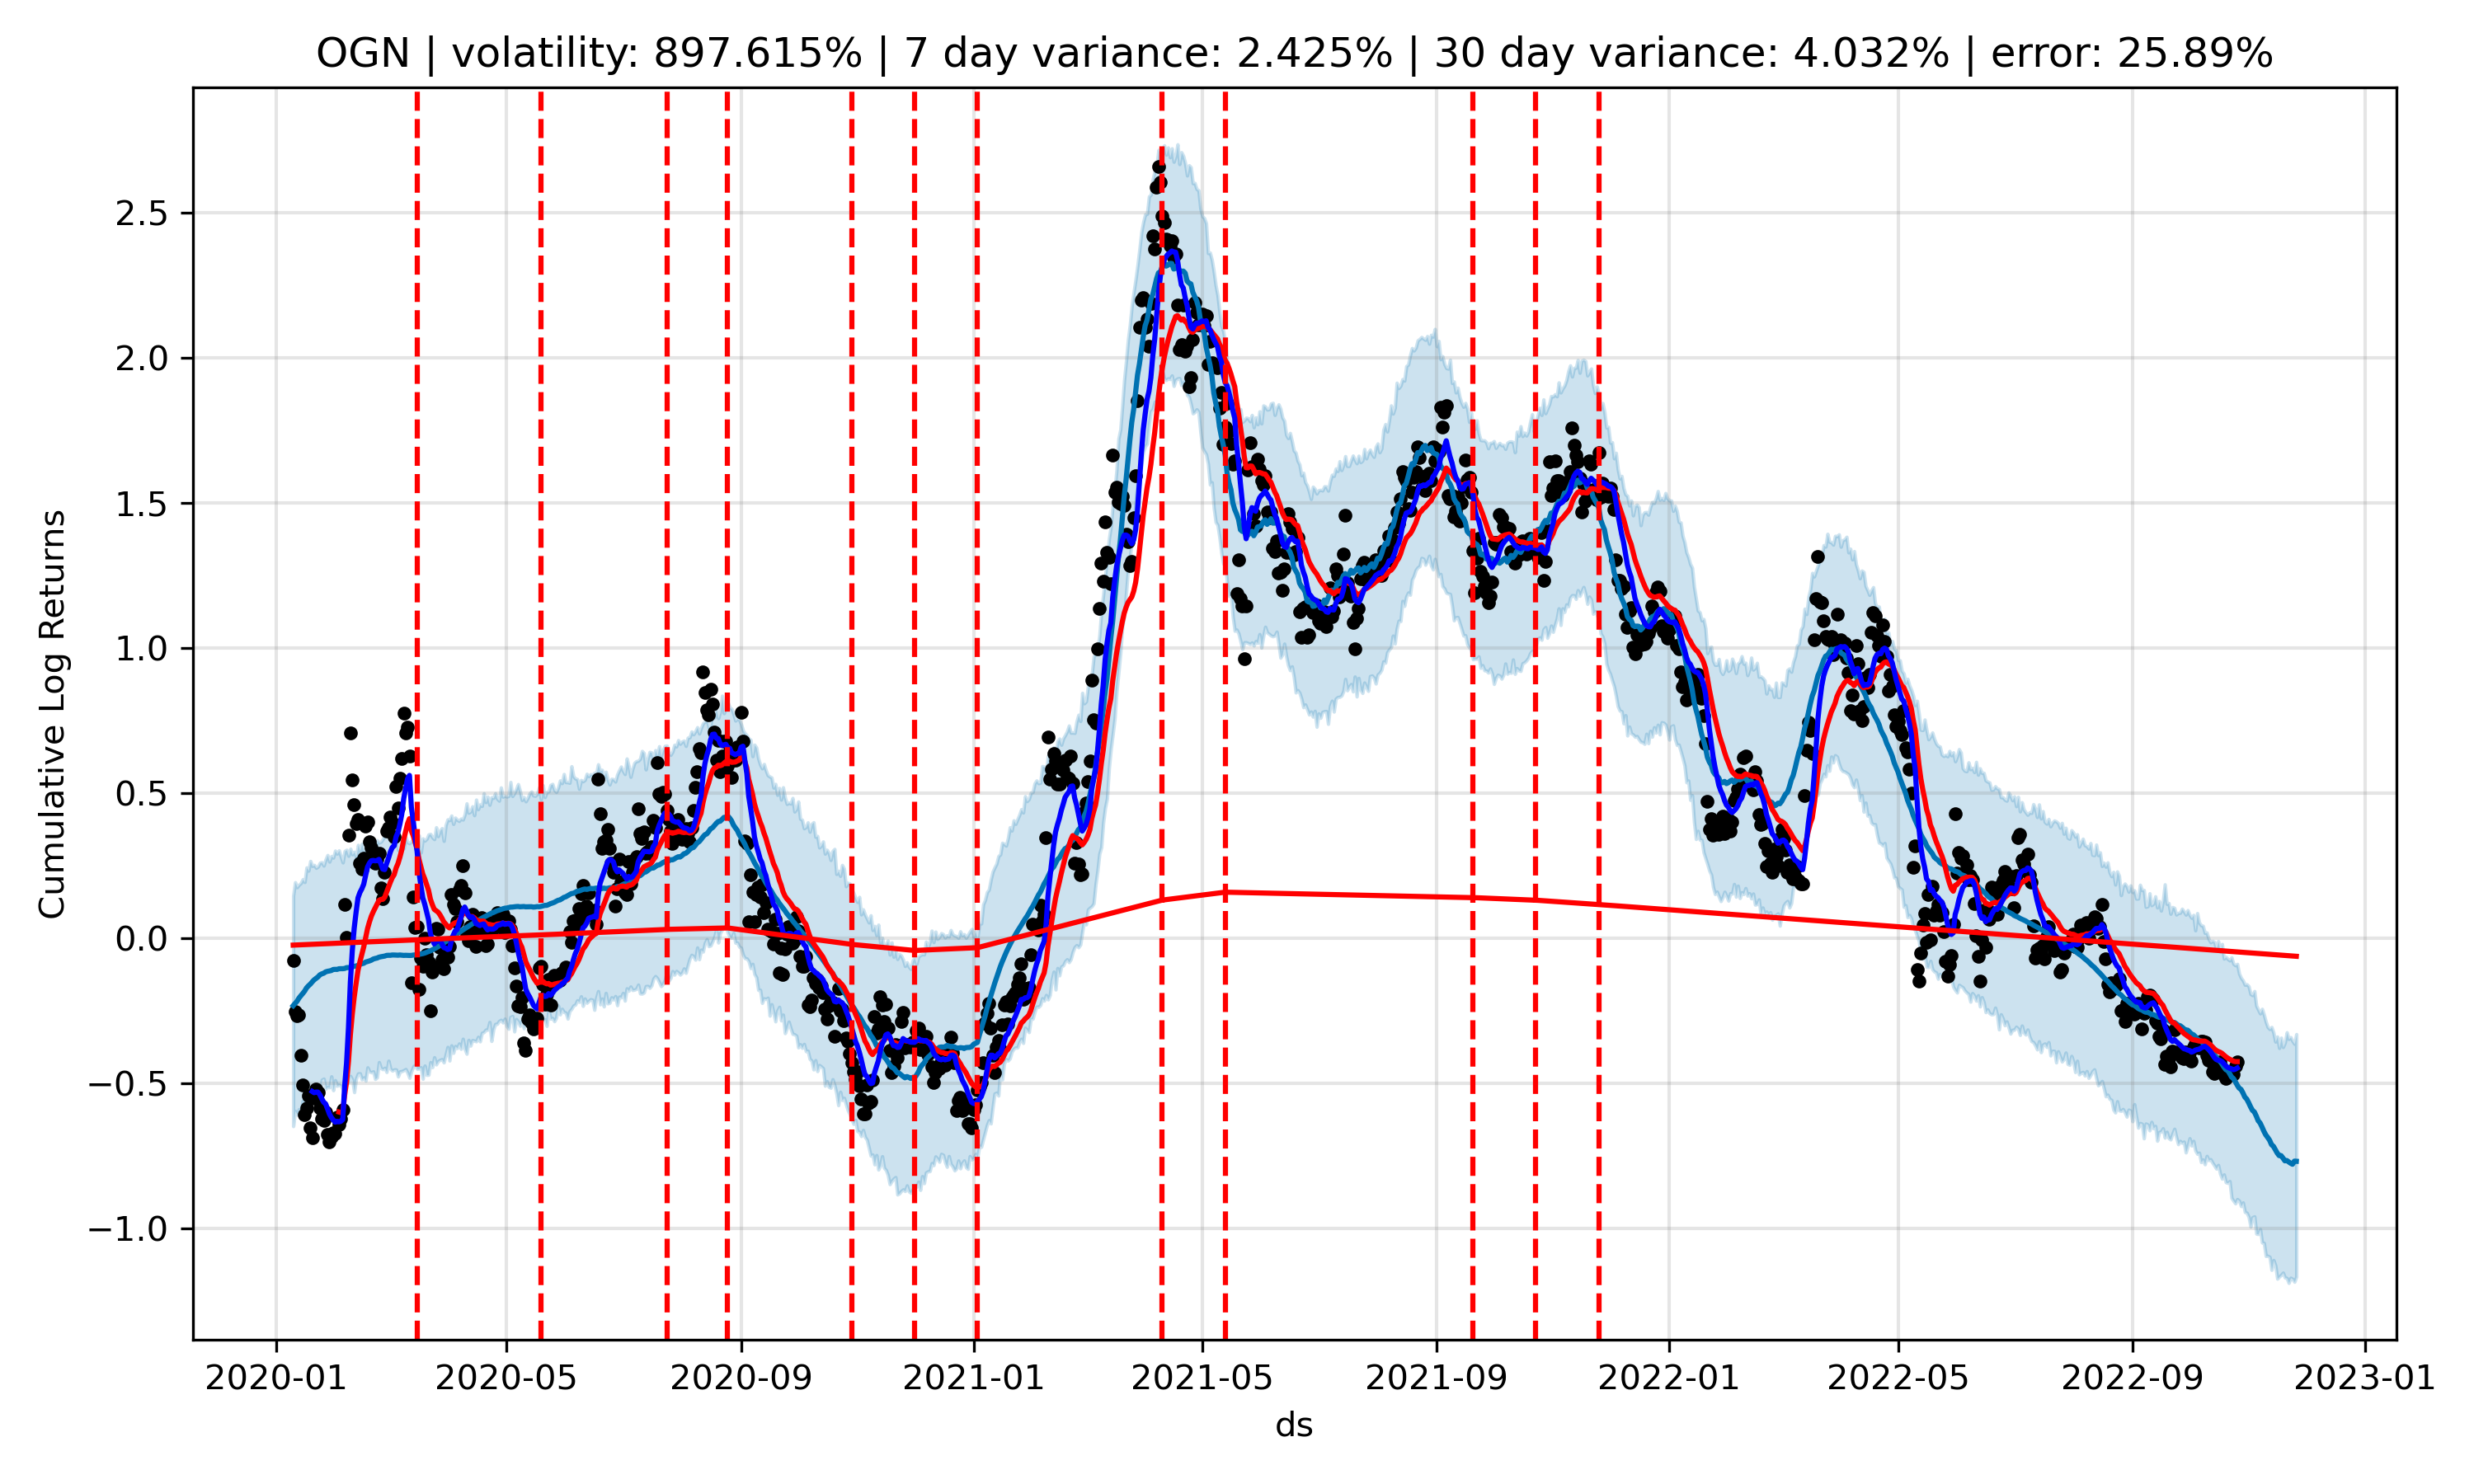 OGN | volatility: 897.615% | 7 day variance: 2.425% | 30 day variance: 4.032% | error: 25.89%
Cumulative Log Returns
2.5
2.0
1.5
1.0
0.5
0.0
−0.5
−1.0
2020-01 2020-05 2020-09 2021-01 2021-05 2021-09 2022-01 2022-05 2022-09 2023-01
ds